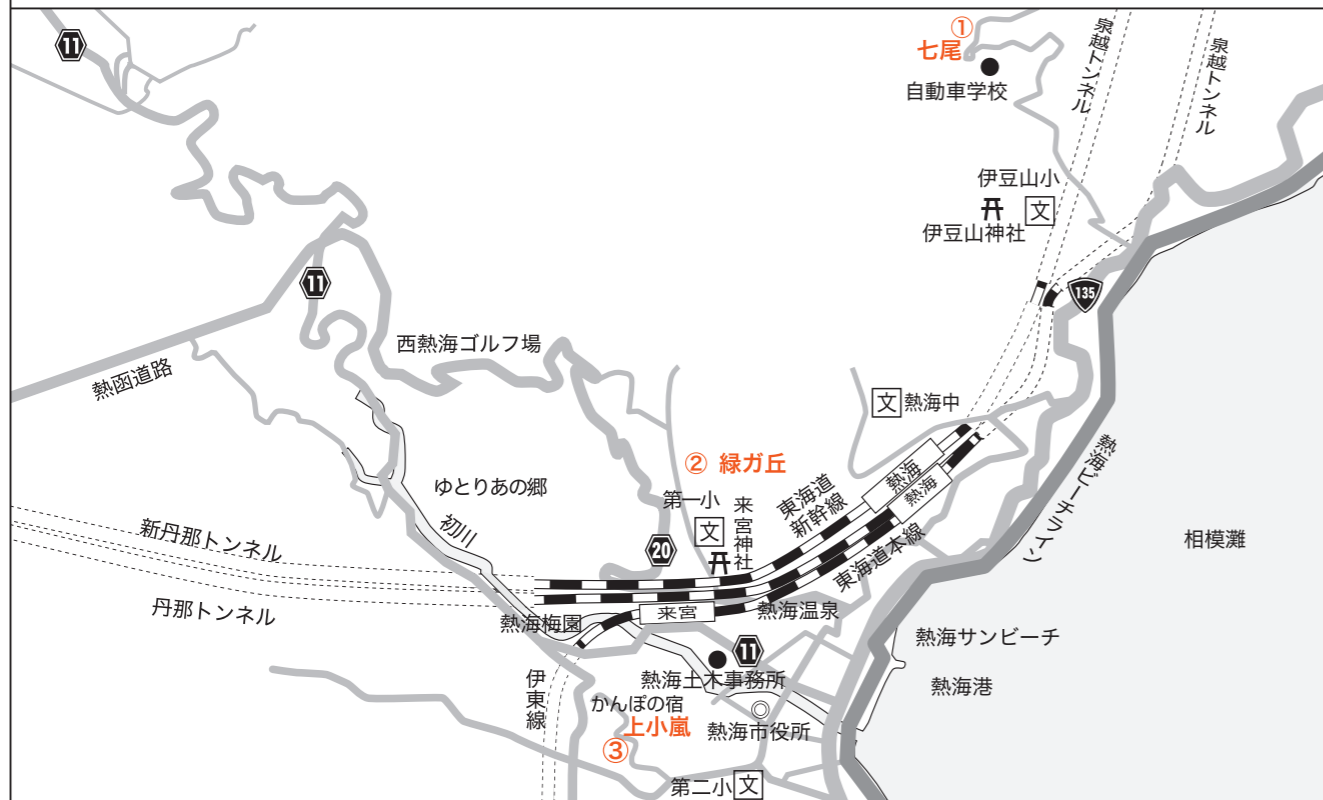 11
①
七尾
自動車学校
泉越トンネル
泉越トンネル
伊豆山小
文
伊豆山神社
135
11
西熱海ゴルフ場
熱函道路
文 熱海中
熱海
熱海
熱海ビーチライン
② 緑ガ丘
ゆとりあの郷
第一小
文
来宮神社
東海道
新幹線
東海道本線
相模灘
初川
新丹那トンネル
20
丹那トンネル
来宮
熱海温泉
熱海梅園
11
熱海サンビーチ
熱海土木事務所
熱海港
伊東線
かんぽの宿
上小嵐
熱海市役所
③
第二小 文